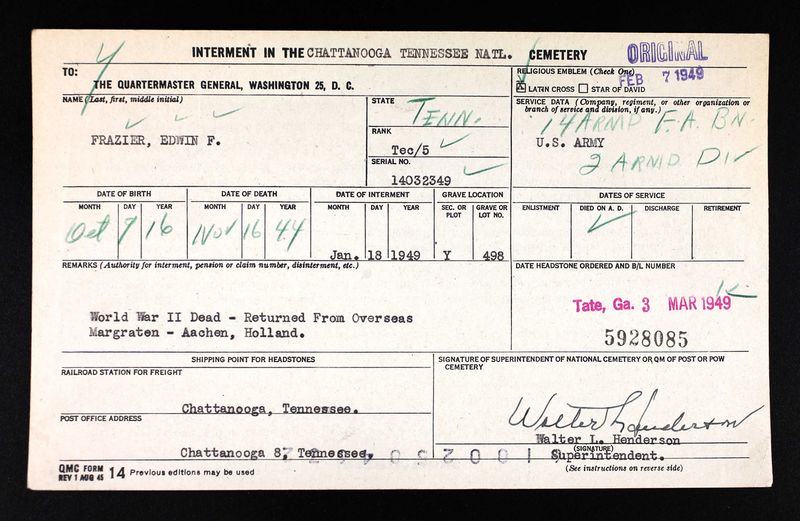 Y
INTERMENT IN THE CHATTANOOGA TENNESSEE NATL. CEMETERY
ORIGINAL
TO:
THE QUARTERMASTER GENERAL, WASHINGTON 25, D. C.
RELIGIOUS EMBLEM (Check One)
FEB 7 1949
X LATIN CROSS STAR OF DAVID
NAME (Last, first, middle initial)
FRAZIER, EDWIN F.
STATE
TENN.
RANK
Tec/5
SERIAL NO.
14032349
SERVICE DATA (Company, regiment, or other organization or branch of service and division, if any.)
14 ARMD F.A. BN.
U.S. ARMY
2 ARMD DIV
DATE OF BIRTH DATE OF DEATH DATE OF INTERMENT GRAVE LOCATION DATES OF SERVICE
MONTH DAY YEAR MONTH DAY YEAR MONTH DAY YEAR SEC. OR PLOT GRAVE OR LOT NO. ENLISTMENT DIED ON A. D. DISCHARGE RETIREMENT
Oct 7 16 Nov 16 44 Jan. 18 1949 Y 498
REMARKS (Authority for interment, pension or claim number, disinterment, etc.)
World War II Dead - Returned From Overseas
Margraten - Aachen, Holland.
DATE HEADSTONE ORDERED AND B/L NUMBER
Tate, Ga. 3 MAR 1949
5928085
SHIPPING POINT FOR HEADSTONES
RAILROAD STATION FOR FREIGHT
Chattanooga, Tennessee.
POST OFFICE ADDRESS
Chattanooga 8, Tennessee.
SIGNATURE OF SUPERINTENDENT OF NATIONAL CEMETERY OR QM OF POST OR POW CEMETERY
Walter L. Henderson
Walter L. Henderson
(SIGNATURE)
Superintendent.
(See instructions on reverse side)
QMC FORM
REV 1 AUG 45 14 Previous editions may be used